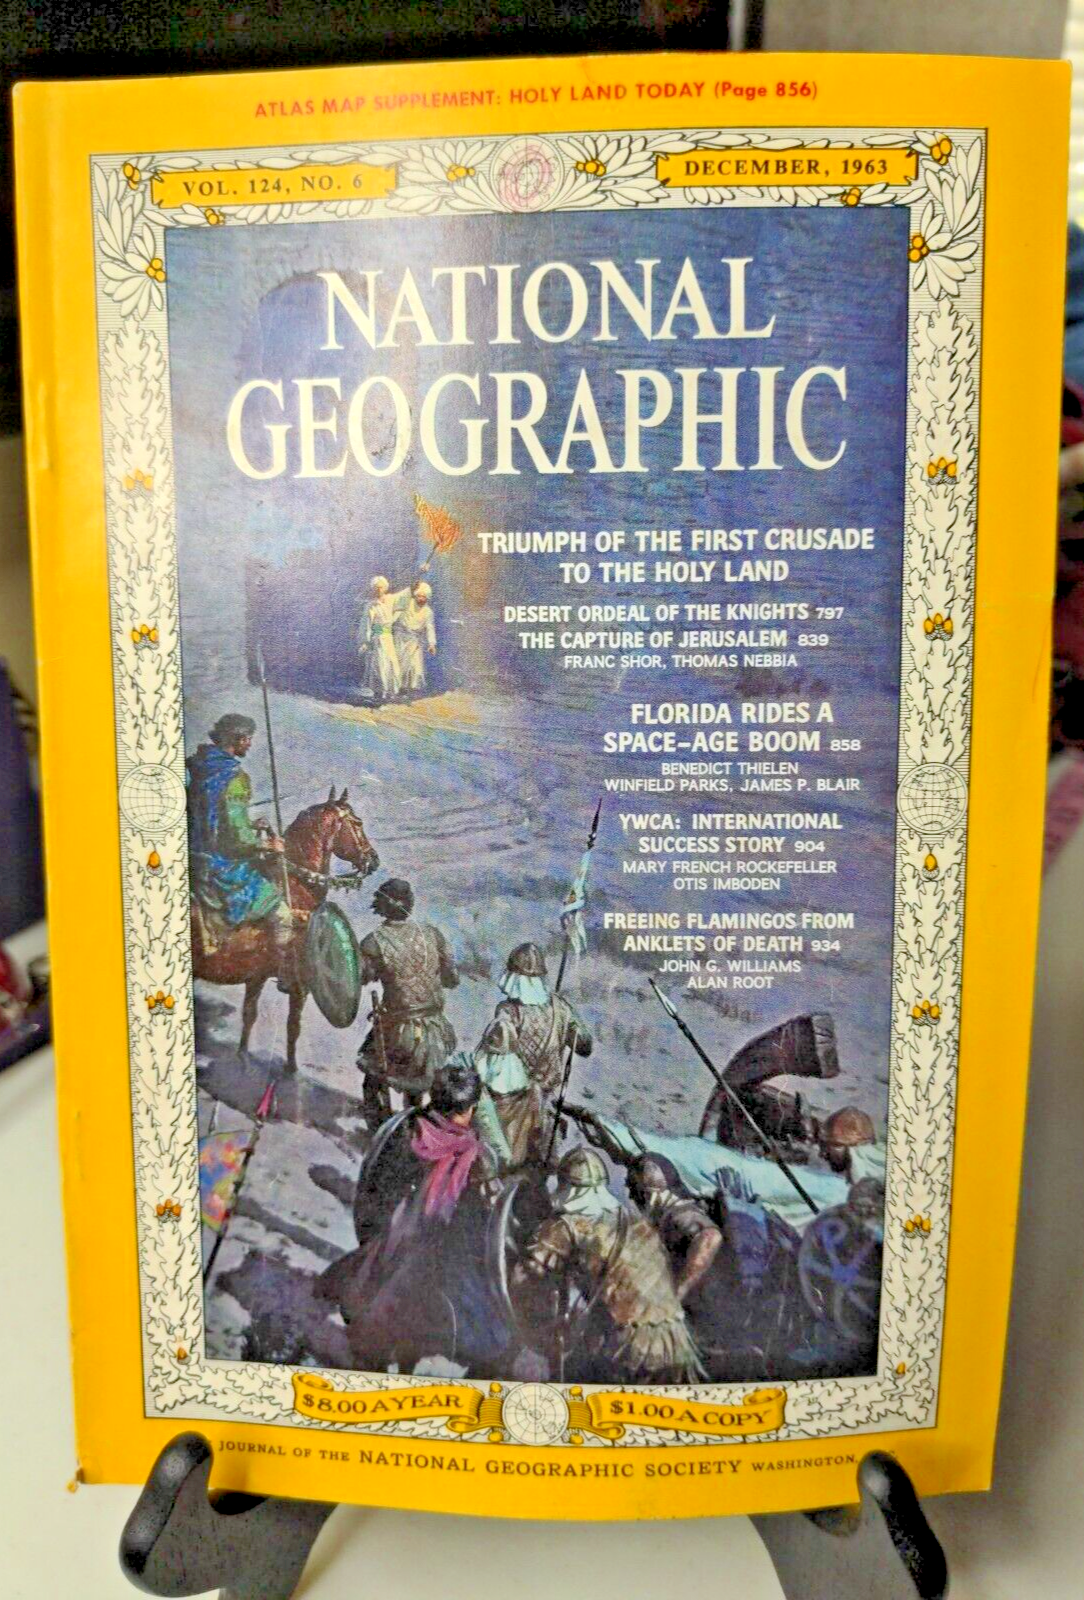 ATLAS MAP SUPPLEMENT: HOLY LAND TODAY (Page 856)
VOL. 124, NO. 6
DECEMBER, 1963
NATIONAL
GEOGRAPHIC
TRIUMPH OF THE FIRST CRUSADE
TO THE HOLY LAND
DESERT ORDEAL OF THE KNIGHTS 797
THE CAPTURE OF JERUSALEM 839
FRANC SHOR, THOMAS NEBBIA
FLORIDA RIDES A
SPACE-AGE BOOM 858
BENEDICT THIELEN
WINFIELD PARKS, JAMES P. BLAIR
YWCA: INTERNATIONAL
SUCCESS STORY 904
MARY FRENCH ROCKEFELLER
OTIS IMBODEN
FREEING FLAMINGOS FROM
ANKLETS OF DEATH 934
JOHN G. WILLIAMS
ALAN ROOT
$8.00 A YEAR
$1.00 A COPY
JOURNAL OF THE NATIONAL GEOGRAPHIC SOCIETY WASHINGTON,